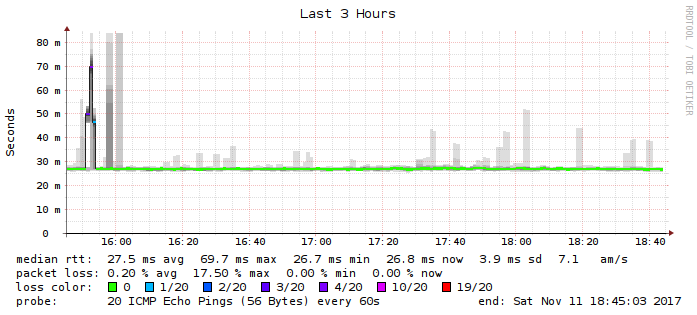 Last 3 Hours
RRDTOOL / TOBI OETIKER
Seconds
80 m
70 m
60 m
50 m
40 m
30 m
20 m
10 m
0
16:00 16:20 16:40 17:00 17:20 17:40 18:00 18:20 18:40
median rtt: 27.5 ms avg 69.7 ms max 26.7 ms min 26.8 ms now 3.9 ms sd 7.1 am/s
packet loss: 0.20 % avg 17.50 % max 0.00 % min 0.00 % now
loss color: 0 1/20 2/20 3/20 4/20 10/20 19/20
probe: 20 ICMP Echo Pings (56 Bytes) every 60s end: Sat Nov 11 18:45:03 2017